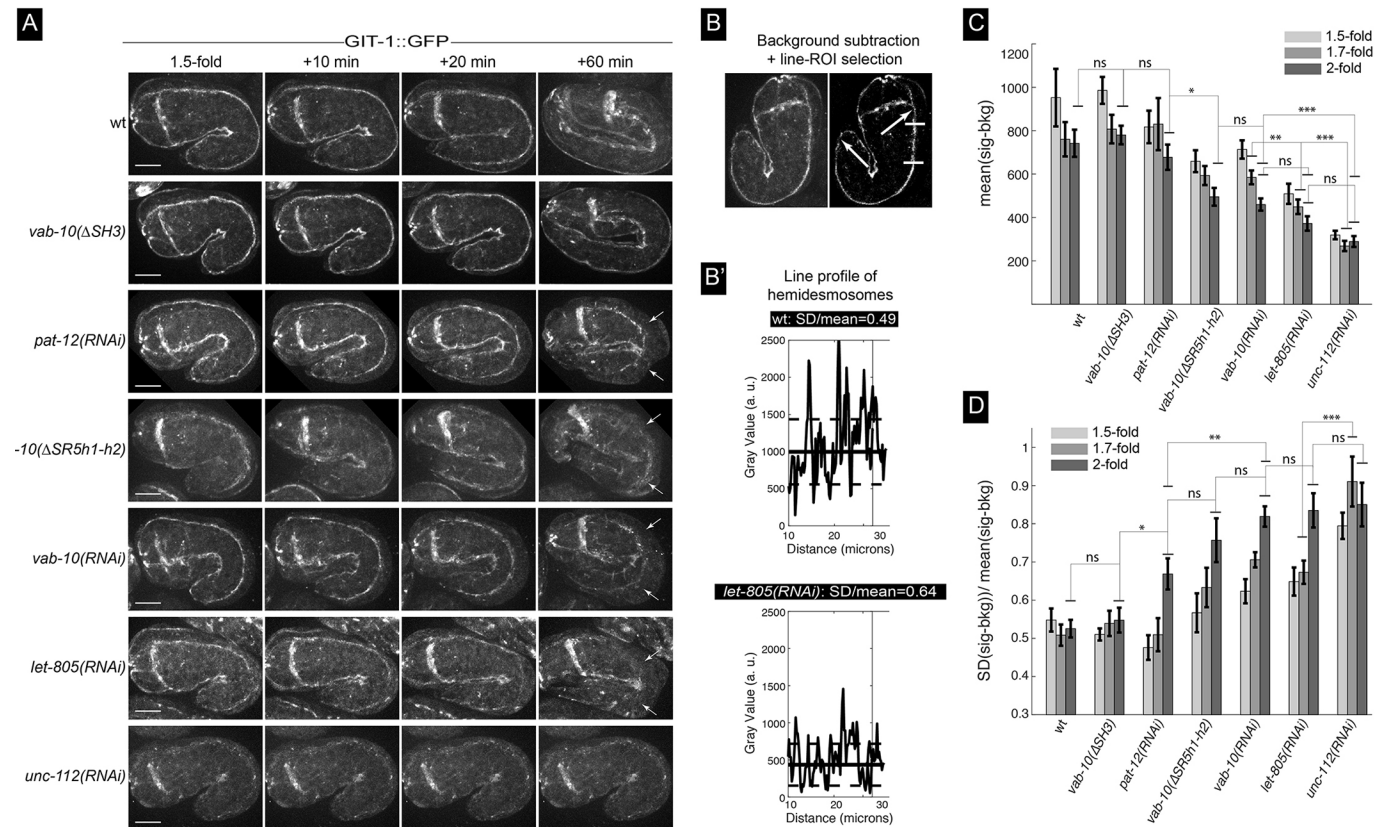 A
GIT-1::GFP
1.5-fold +10 min +20 min +60 min
wt
vab-10(ΔSH3)
pat-12(RNAi)
-10(ΔSR5h1-h2)
vab-10(RNAi)
let-805(RNAi)
unc-112(RNAi)
B
Background subtraction
+ line-ROI selection
B'
Line profile of
hemidesmosomes
wt: SD/mean=0.49
2500
2000
1500
1000
500
0
Gray Value (a. u.)
10 20 30
Distance (microns)
let-805(RNAi): SD/mean=0.64
2500
2000
1500
1000
500
0
Gray Value (a. u.)
10 20 30
Distance (microns)
C
1.5-fold
1.7-fold
2-fold
1200
1000
800
600
400
200
mean(sig-bkg)
ns ns * ns *** ** *** ns ns
wt vab-10(ΔSH3) pat-12(RNAi) vab-10(ΔSR5h1-h2) vab-10(RNAi) let-805(RNAi) unc-112(RNAi)
D
1.5-fold
1.7-fold
2-fold
1
0.9
0.8
0.7
0.6
0.5
0.4
0.3
SD(sig-bkg))/ mean(sig-bkg)
ns * ns ** ns ns *** ns
wt vab-10(ΔSH3) pat-12(RNAi) vab-10(ΔSR5h1-h2) vab-10(RNAi) let-805(RNAi) unc-112(RNAi)